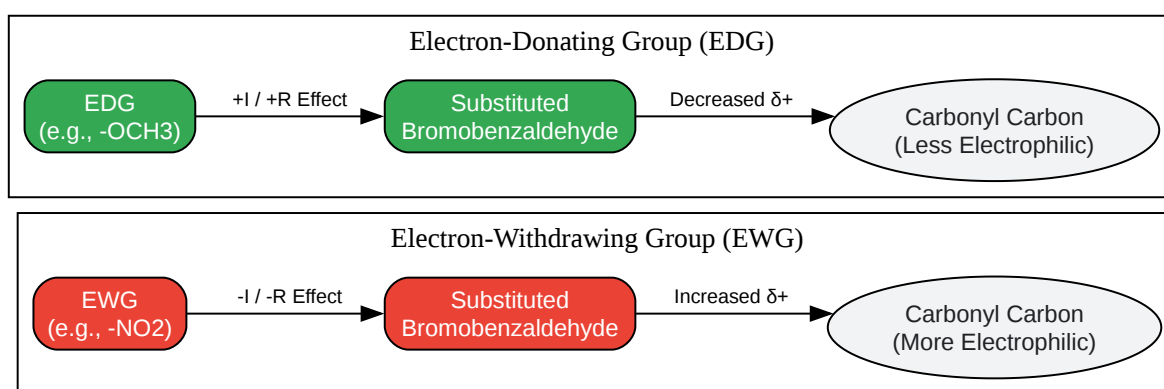 Electron-Donating Group (EDG)
EDG
(e.g., -OCH3)
+I / +R Effect
Substituted
Bromobenzaldehyde
Decreased δ+
Carbonyl Carbon
(Less Electrophilic)
Electron-Withdrawing Group (EWG)
EWG
(e.g., -NO2)
-I / -R Effect
Substituted
Bromobenzaldehyde
Increased δ+
Carbonyl Carbon
(More Electrophilic)